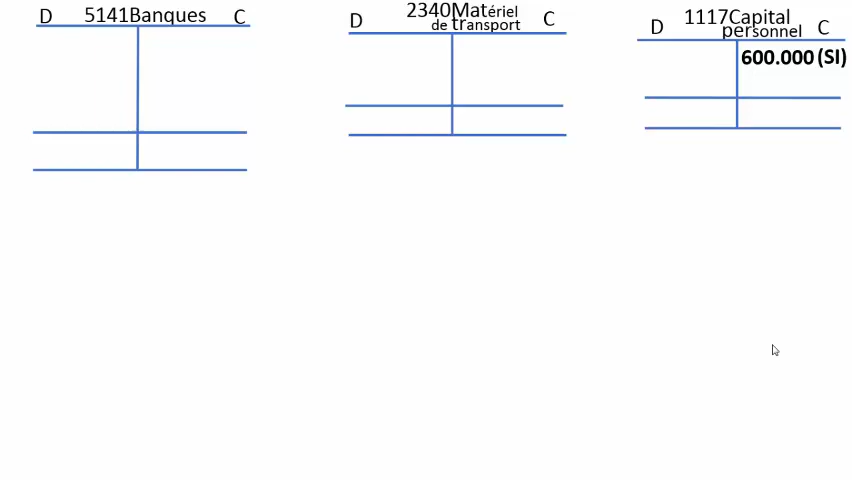 D 5141Banques C
D 2340Matériel C
de transport
D 1117Capital C
personnel
600.000 (SI)